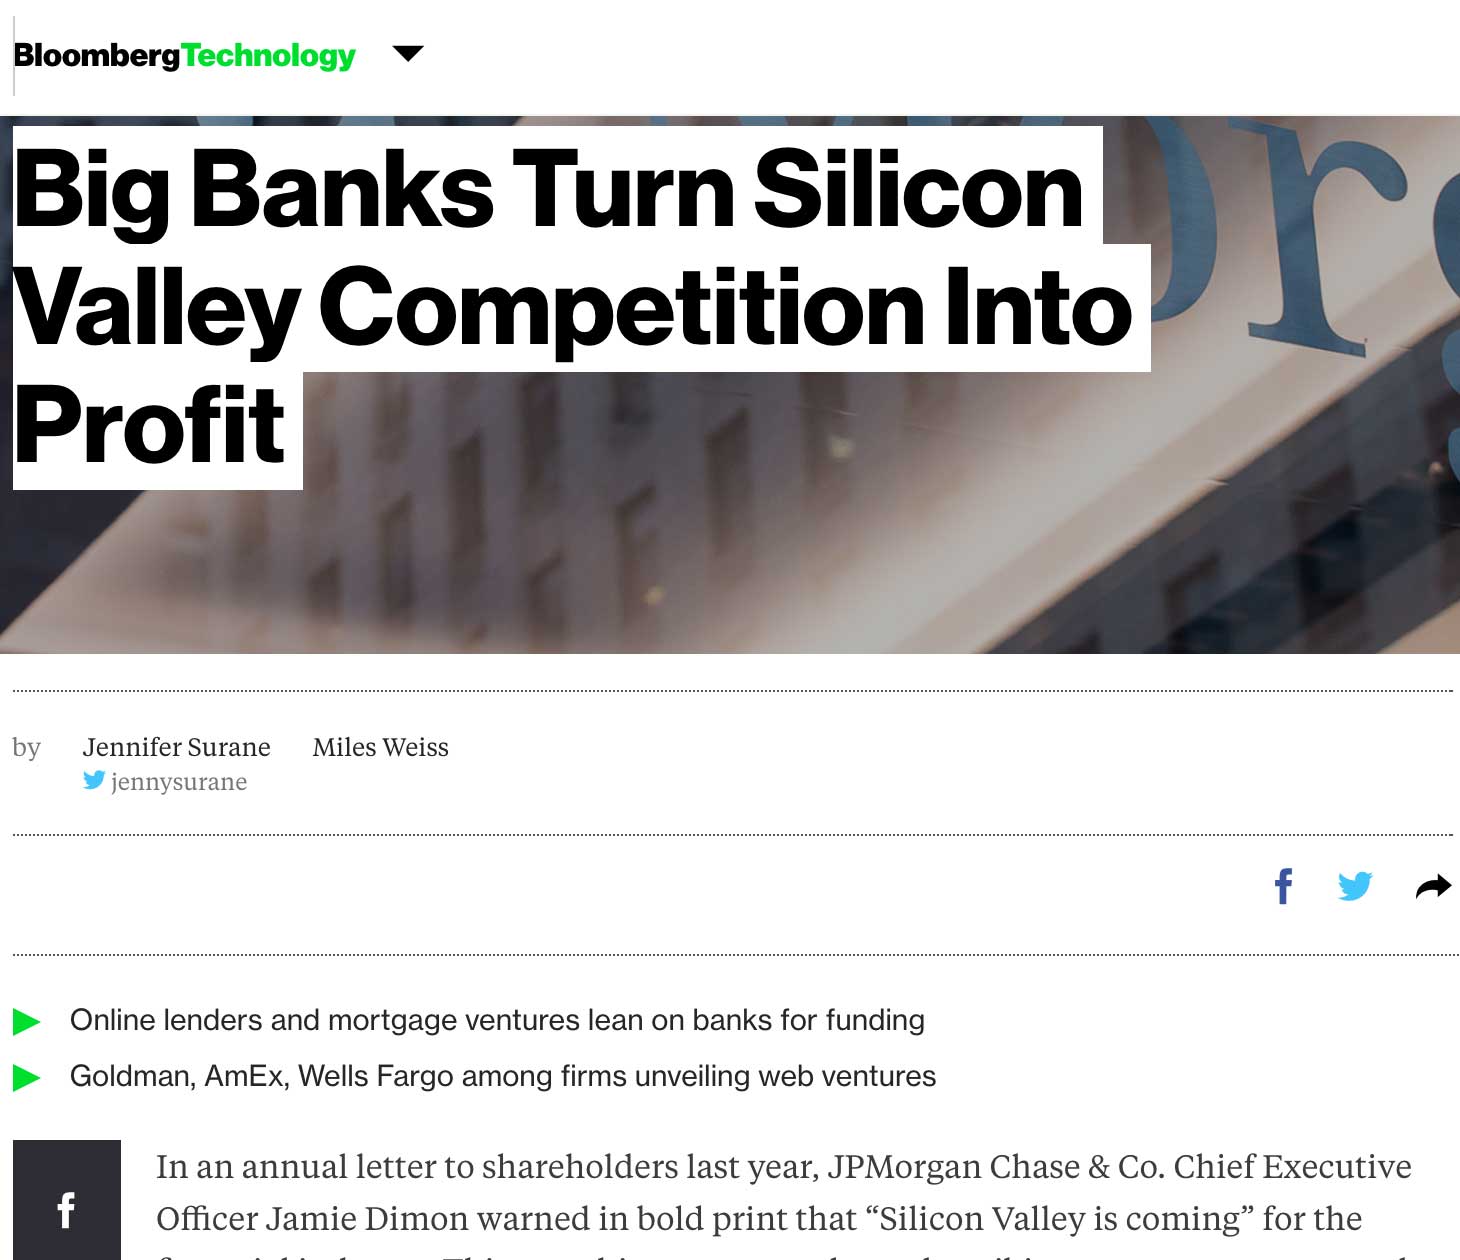 BloombergTechnology
Big Banks Turn Silicon
Valley Competition Into
Profit
by Jennifer Surane Miles Weiss
jennysurane
Online lenders and mortgage ventures lean on banks for funding
Goldman, AmEx, Wells Fargo among firms unveiling web ventures
In an annual letter to shareholders last year, JPMorgan Chase & Co. Chief Executive
Officer Jamie Dimon warned in bold print that “Silicon Valley is coming” for the